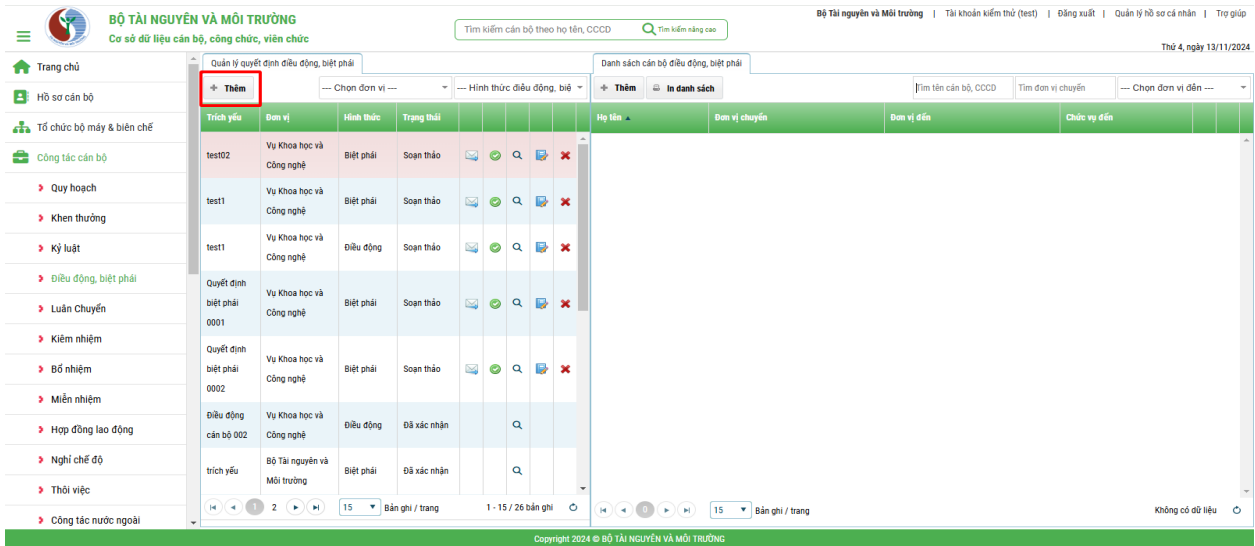 BỘ TÀI NGUYÊN VÀ MÔI TRƯỜNG
Cơ sở dữ liệu cán bộ, công chức, viên chức
Tìm kiếm cán bộ theo họ tên, CCCD
Tìm kiếm nâng cao
Bộ Tài nguyên và Môi trường | Tài khoản kiểm thử (test) | Đăng xuất | Quản lý hồ sơ cá nhân | Trợ giúp
Thứ 4, ngày 13/11/2024
Trang chủ
Hồ sơ cán bộ
Tổ chức bộ máy & biên chế
Công tác cán bộ
Quy hoạch
Khen thưởng
Kỷ luật
Điều động, biệt phái
Luân Chuyển
Kiêm nhiệm
Bổ nhiệm
Miễn nhiệm
Hợp đồng lao động
Nghỉ chế độ
Thôi việc
Công tác nước ngoài
Quản lý quyết định điều động, biệt phái
Thêm
--- Chọn đơn vị ---
--- Hình thức điều động, biệ
Trích yếu Đơn vị Hình thức Trạng thái
test02 Vụ Khoa học và Công nghệ Biệt phái Soạn thảo
test1 Vụ Khoa học và Công nghệ Biệt phái Soạn thảo
test1 Vụ Khoa học và Công nghệ Điều động Soạn thảo
Quyết định biệt phái 0001 Vụ Khoa học và Công nghệ Biệt phái Soạn thảo
Quyết định biệt phái 0002 Vụ Khoa học và Công nghệ Biệt phái Soạn thảo
Điều động cán bộ 002 Vụ Khoa học và Công nghệ Điều động Đã xác nhận
trích yếu Bộ Tài nguyên và Môi trường Biệt phái Đã xác nhận
1 2 15 Bản ghi / trang 1 - 15 / 26 bản ghi
Danh sách cán bộ điều động, biệt phái
Thêm In danh sách
Tìm tên cán bộ, CCCD
Tìm đơn vị chuyển
--- Chọn đơn vị đến ---
Họ tên Đơn vị chuyển Đơn vị đến Chức vụ đến
0 15 Bản ghi / trang Không có dữ liệu
Copyright 2024 © BỘ TÀI NGUYÊN VÀ MÔI TRƯỜNG